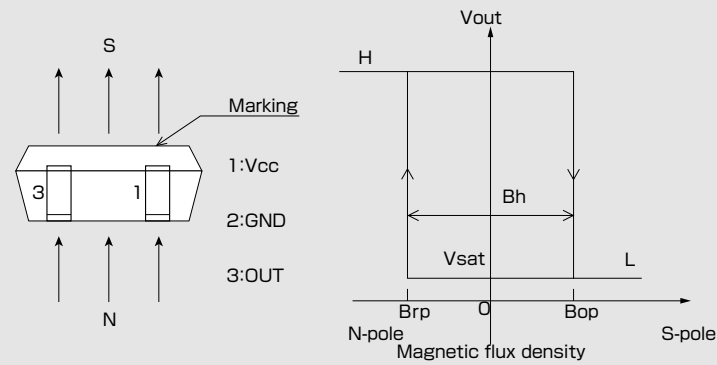 S
Marking
3
1
1:Vcc
2:GND
3:OUT
N
Vout
H
Bh
Vsat
L
Brp
O
Bop
N-pole
S-pole
Magnetic flux density